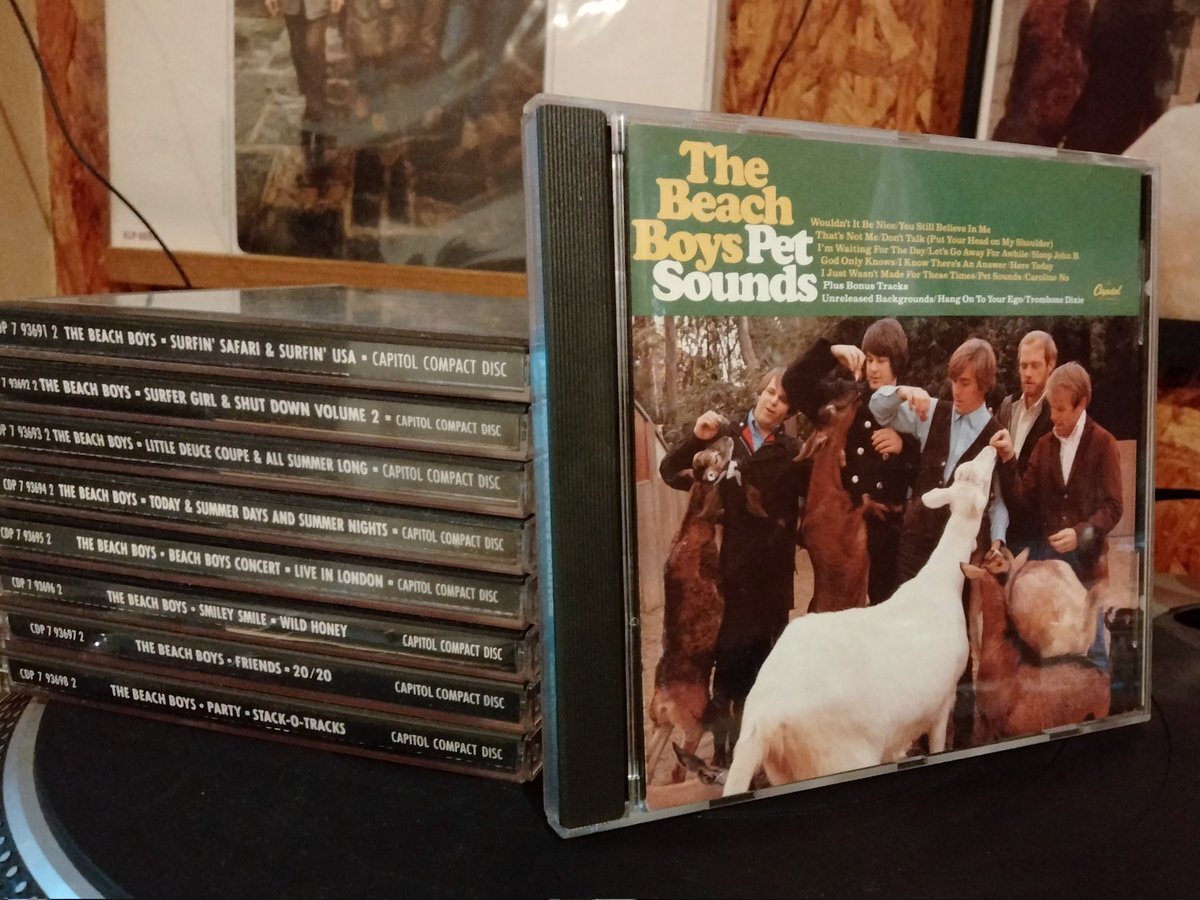 DP 7 93691 2 THE BEACH BOYS • SURFIN' SAFARI & SURFIN' USA • CAPITOL COMPACT DISC
7 93692 2 THE BEACH BOYS • SURFER GIRL & SHUT DOWN VOLUME 2 • CAPITOL COMPACT DISC
P 7 93693 2 THE BEACH BOYS • LITTLE DEUCE COUPE & ALL SUMMER LONG • CAPITOL COMPACT DISC
CDP 7 93694 2 THE BEACH BOYS • TODAY & SUMMER DAYS AND SUMMER NIGHTS • CAPITOL COMPACT DISC
CDP 7 93695 2 THE BEACH BOYS • BEACH BOYS CONCERT • LIVE IN LONDON • CAPITOL COMPACT DISC
CDP 7 93696 2 THE BEACH BOYS • SMILEY SMILE • WILD HONEY CAPITOL COMPACT DISC
CDP 7 93697 2 THE BEACH BOYS • FRIENDS • 20/20 CAPITOL COMPACT DISC
CDP 7 93698 2 THE BEACH BOYS • PARTY • STACK-O-TRACKS CAPITOL COMPACT DISC
The
Beach
Boys Pet
Sounds
Wouldn't It Be Nice/You Still Believe In Me
That's Not Me/Don't Talk (Put Your Head on My Shoulder)
I'm Waiting For The Day/Let's Go Away For Awhile/Sloop John B.
God Only Knows/I Know There's An Answer/Here Today
I Just Wasn't Made For These Times/Pet Sounds/Caroline No
Plus Bonus Tracks
Unreleased Backgrounds/Hang On To Your Ego/Trombone Dixie
Capitol